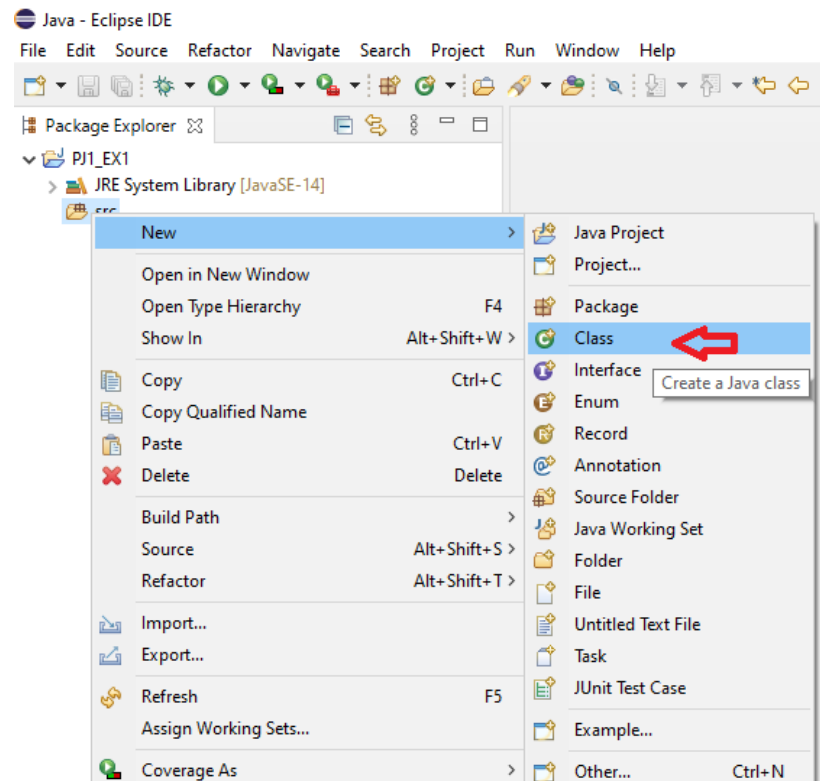 Java - Eclipse IDE
File Edit Source Refactor Navigate Search Project Run Window Help
Package Explorer
PJ1_EX1
JRE System Library [JavaSE-14]
src
New
Open in New Window
Open Type Hierarchy F4
Show In Alt+Shift+W >
Copy Ctrl+C
Copy Qualified Name
Paste Ctrl+V
Delete Delete
Build Path >
Source Alt+Shift+S >
Refactor Alt+Shift+T >
Import...
Export...
Refresh F5
Assign Working Sets...
Coverage As >
Java Project
Project...
Package
Class
Interface
Create a Java class
Enum
Record
Annotation
Source Folder
Java Working Set
Folder
File
Untitled Text File
Task
JUnit Test Case
Example...
Other... Ctrl+N